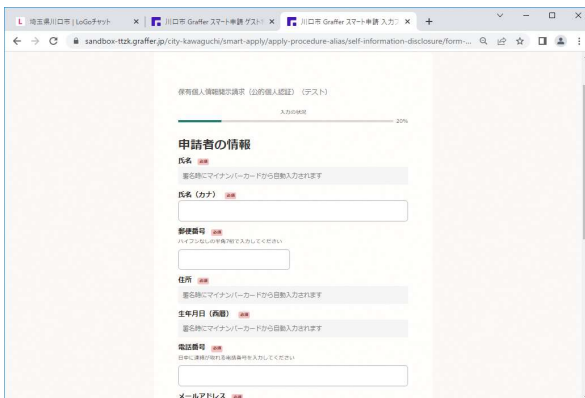 埼玉県川口市 | LoGoチャット
川口市 Graffer スマート申請 ゲスト
川口市 Graffer スマート申請 入力フ
sandbox-ttzk.graffer.jp/city-kawaguchi/smart-apply/apply-procedure-alias/self-information-disclosure/form-...
保有個人情報開示請求（公的個人認証）（テスト）
入力の状況
20%
申請者の情報
氏名 必須
署名時にマイナンバーカードから自動入力されます
氏名（カナ） 必須
郵便番号 必須
ハイフンなしの半角7桁で入力してください
住所 必須
署名時にマイナンバーカードから自動入力されます
生年月日（西暦） 必須
署名時にマイナンバーカードから自動入力されます
電話番号 必須
日中に連絡が取れる電話番号を入力してください
メールアドレス 必須